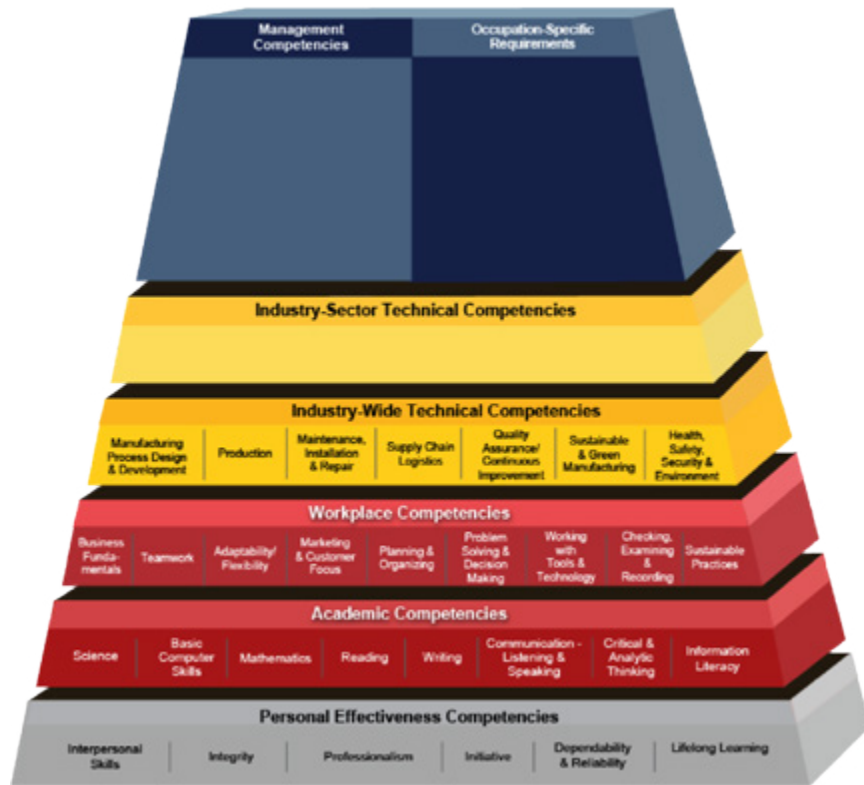 Management
Competencies
Occupation-Specific
Requirements
Industry-Sector Technical Competencies
Industry-Wide Technical Competencies
Manufacturing
Process Design
& Development
Production
Maintenance,
Installation
& Repair
Supply Chain
Logistics
Quality
Assurance/
Continuous
Improvement
Sustainable
& Green
Manufacturing
Health,
Safety,
Security &
Environment
Workplace Competencies
Business
Funda-
mentals
Teamwork
Adaptability/
Flexibility
Marketing
& Customer
Focus
Planning &
Organizing
Problem
Solving &
Decision
Making
Working
with
Tools &
Technology
Checking,
Examining
&
Recording
Sustainable
Practices
Academic Competencies
Science
Basic
Computer
Skills
Mathematics
Reading
Writing
Communication -
Listening &
Speaking
Critical &
Analytic
Thinking
Information
Literacy
Personal Effectiveness Competencies
Interpersonal
Skills
Integrity
Professionalism
Initiative
Dependability
& Reliability
Lifelong Learning